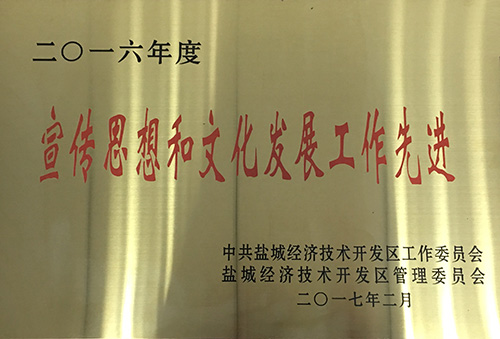 二〇一六年度
宣传思想和文化发展工作先进
中共盐城经济技术开发区工作委员会
盐城经济技术开发区管理委员会
二〇一七年二月